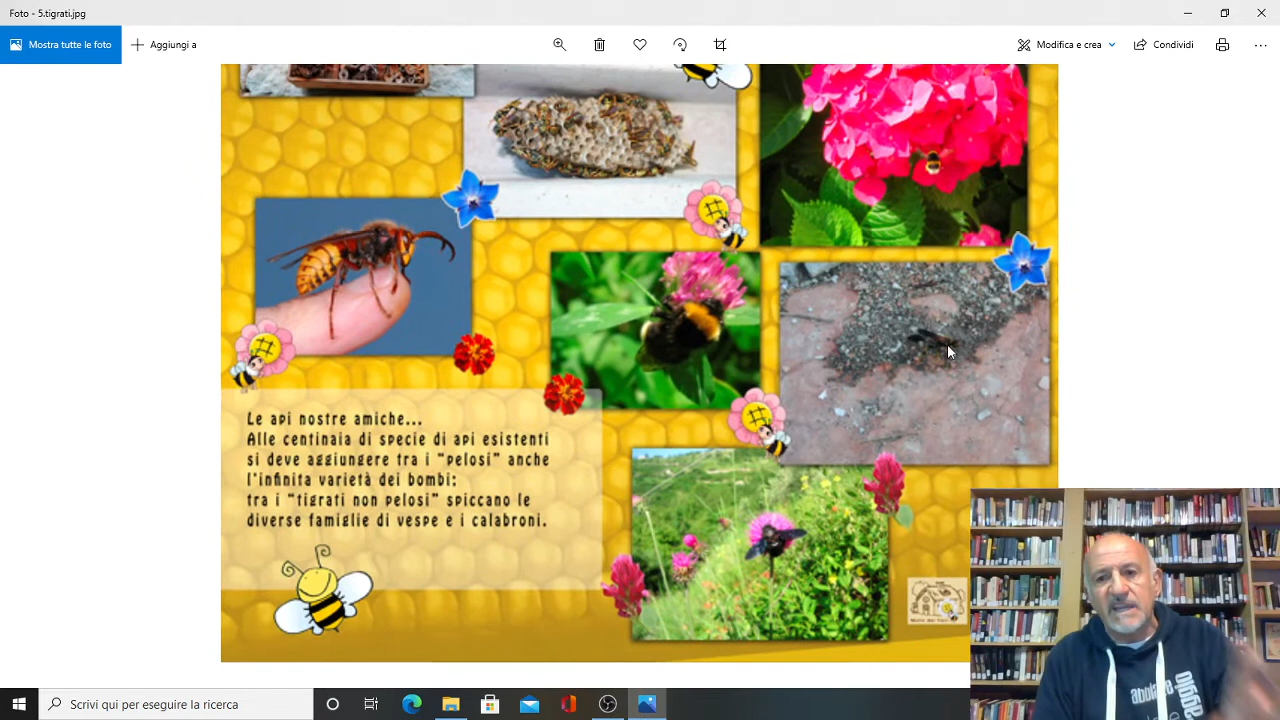 Foto - 5.tigrati.jpg
Mostra tutte le foto
Aggiungi a
Modifica e crea
Condividi
Le api nostre amiche...
Alle centinaia di specie di api esistenti
si deve aggiungere tra i "pelosi" anche
l'infinita varietà dei bombi;
tra i "tigrati non pelosi" spiccano le
diverse famiglie di vespe e i calabroni.
Scrivi qui per eseguire la ricerca